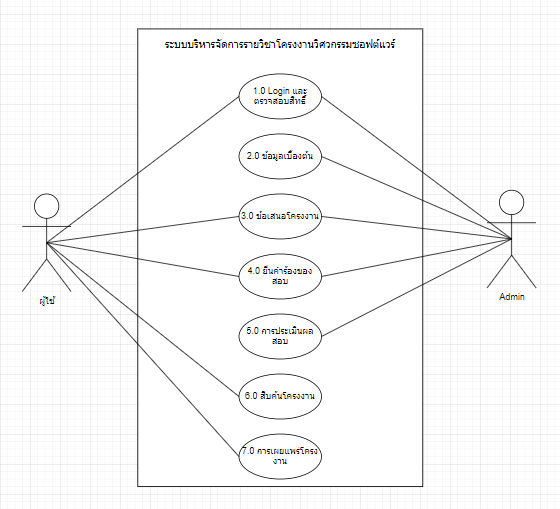 ระบบบริหารจัดการรายวิชาโครงงานวิศวกรรมซอฟต์แวร์
1.0 Login และ
ตรวจสอบสิทธิ์
2.0 ข้อมูลเบื้องต้น
3.0 ข้อเสนอโครงงาน
4.0 ยื่นคำร้องขอ
สอบ
5.0 การประเมินผล
สอบ
6.0 สืบค้นโครงงาน
7.0 การเผยแพร่โครง
งาน
ผู้ใช้
Admin